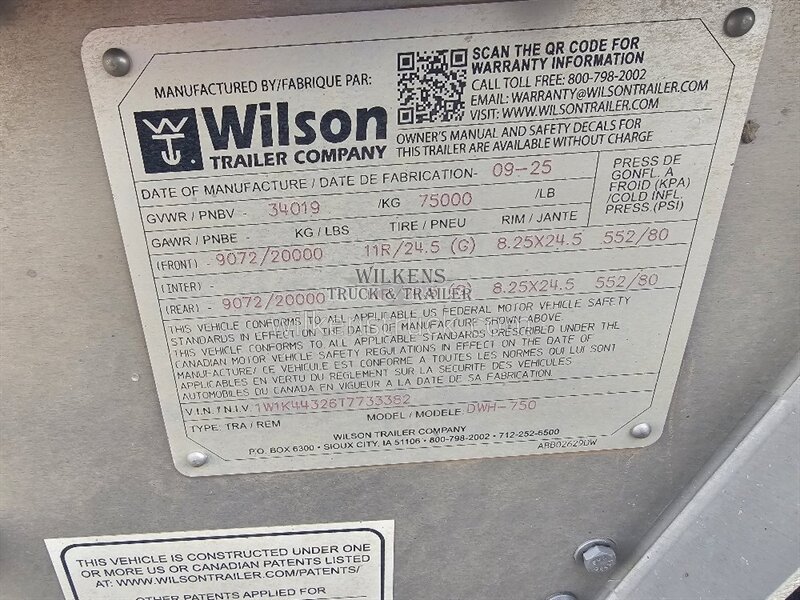 MANUFACTURED BY/FABRIQUE PAR:
Wilson
TRAILER COMPANY
SCAN THE QR CODE FOR
WARRANTY INFORMATION
CALL TOLL FREE: 800-798-2002
EMAIL: WARRANTY@WILSONTRAILER.COM
VISIT: WWW.WILSONTRAILER.COM
OWNER'S MANUAL AND SAFETY DECALS FOR
THIS TRAILER ARE AVAILABLE WITHOUT CHARGE
DATE OF MANUFACTURE / DATE DE FABRICATION- 09-25
GVWR / PNBV - 34019 /KG 75000 /LB
PRESS DE
GONFL. A
FROID (KPA)
/COLD INFL.
PRESS (PSI)
GAWR / PNBE - KG / LBS TIRE / PNEU RIM / JANTE
(FRONT) - 9072/20000 11R/24.5 (G) 8.25X24.5 552/80
(INTER) -
(REAR) - 9072/20000 (G) 8.25X24.5 552/80
WILKENS
TRUCK & TRAILER
THIS VEHICLE CONFORMS TO ALL APPLICABLE US FEDERAL MOTOR VEHICLE SAFETY
STANDARDS IN EFFECT ON THE DATE OF MANUFACTURE SHOWN ABOVE.
THIS VEHICLE CONFORMS TO ALL APPLICABLE STANDARDS PRESCRIBED UNDER THE
CANADIAN MOTOR VEHICLE SAFETY REGULATIONS IN EFFECT ON THE DATE OF
MANUFACTURE/ CE VEHICULE EST CONFORME A TOUTES LES NORMES QUI LUI SONT
APPLICABLES EN VERTU DU REGLEMENT SUR LA SECURITE DES VEHICULES
AUTOMOBILES DU CANADA EN VIGUEUR A LA DATE DE SA FABRICATION.
V.I.N. / N.I.V. 1W1K44326T7733382
TYPE: TRA / REM MODEL / MODELE DWH-750
WILSON TRAILER COMPANY
P.O. BOX 6300 • SIOUX CITY, IA 51106 • 800-798-2002 • 712-252-6500
ARB02629DW
THIS VEHICLE IS CONSTRUCTED UNDER ONE
OR MORE US OR CANADIAN PATENTS LISTED
AT: WWW.WILSONTRAILER.COM/PATENTS/
OTHER PATENTS APPLIED FOR